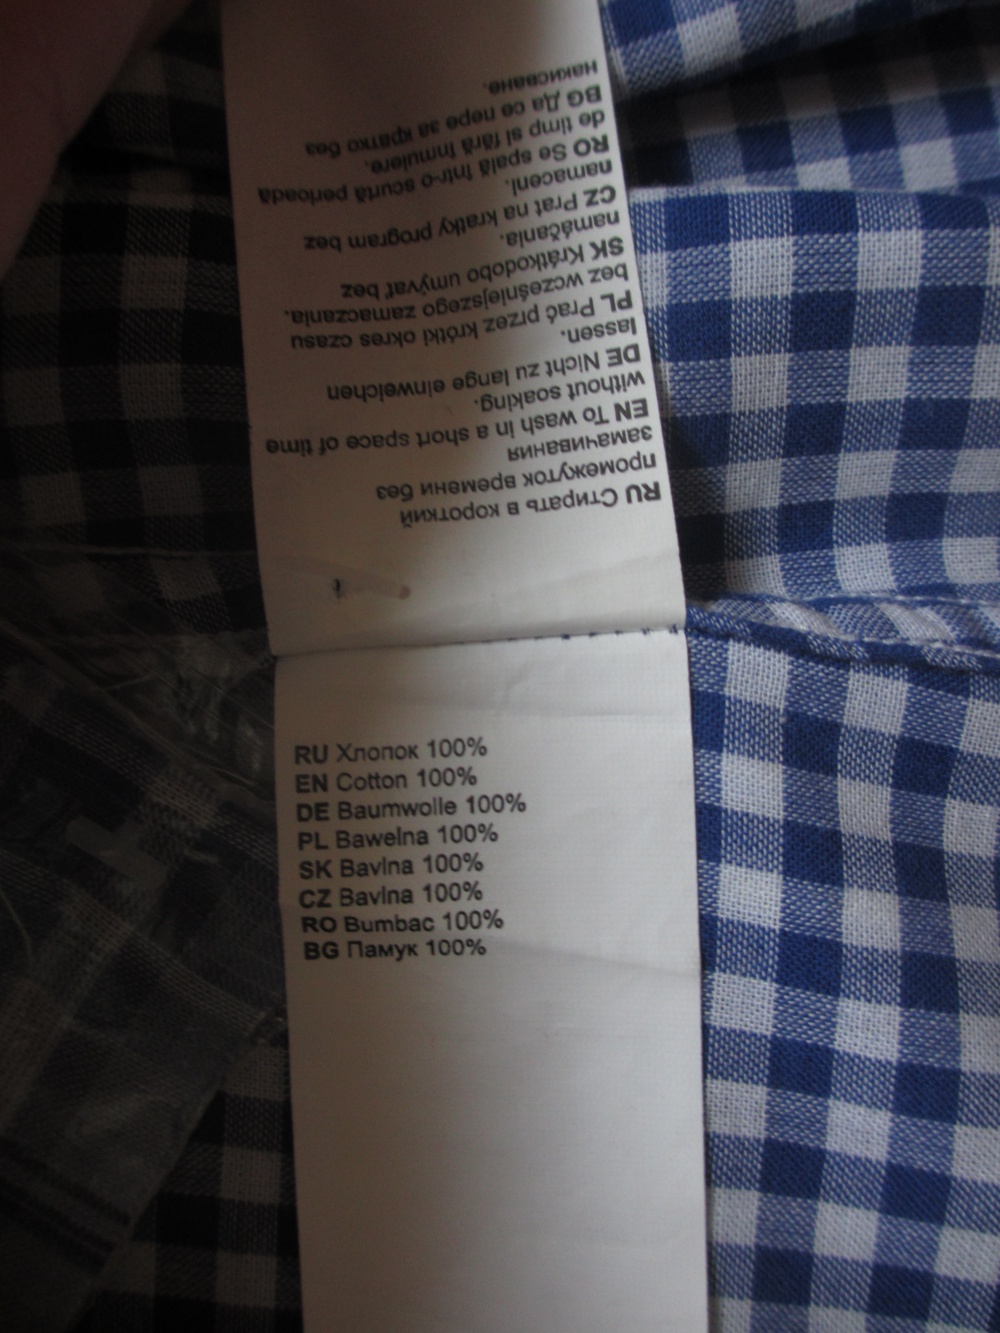 RU Стирать в короткий
промежуток времени без
замачивания
EN To wash in a short space of time
without soaking.
DE Nicht zu lange einweichen
lassen.
PL Prać przez krótki okres czasu
bez wcześniejszego zamaczania.
SK Krátkodobo umývať bez
namáčania.
CZ Prat na kratky program bez
namaceni.
RO Se spală într-o scurtă perioadă
de timp si fără înmuiere.
BG Да се пере за кратко без
накисване.
RU Хлопок 100%
EN Cotton 100%
DE Baumwolle 100%
PL Bawelna 100%
SK Bavlna 100%
CZ Bavlna 100%
RO Bumbac 100%
BG Памук 100%